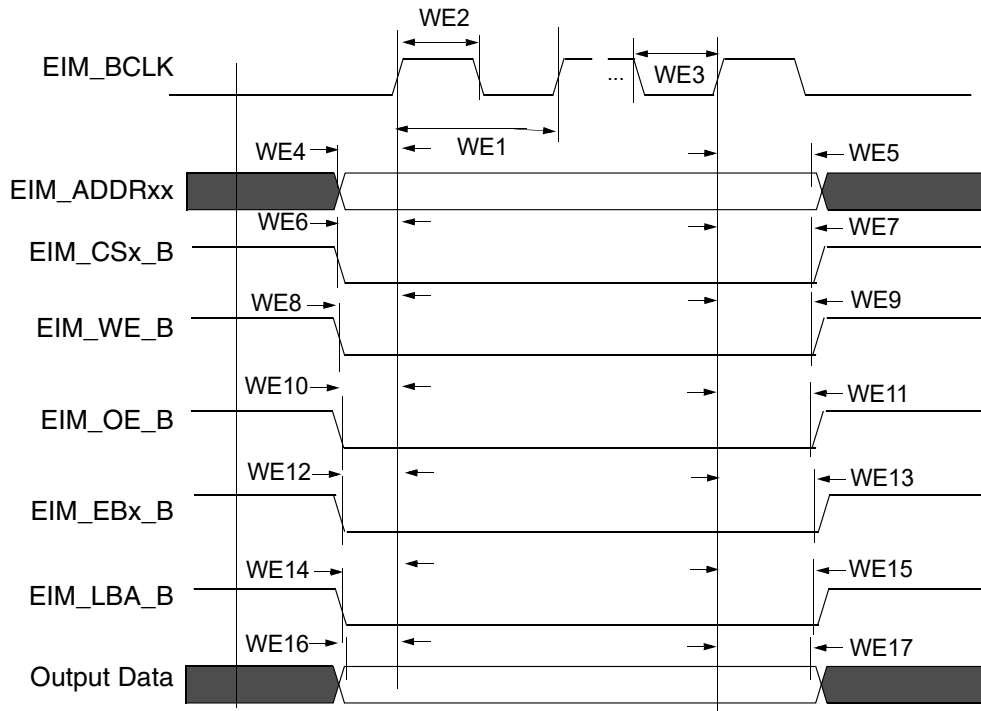 WE2
EIM_BCLK
...
WE3
WE1
WE4
WE5
EIM_ADDRxx
WE6
WE7
EIM_CSx_B
WE8
WE9
EIM_WE_B
WE10
WE11
EIM_OE_B
WE12
WE13
EIM_EBx_B
WE14
WE15
EIM_LBA_B
WE16
WE17
Output Data